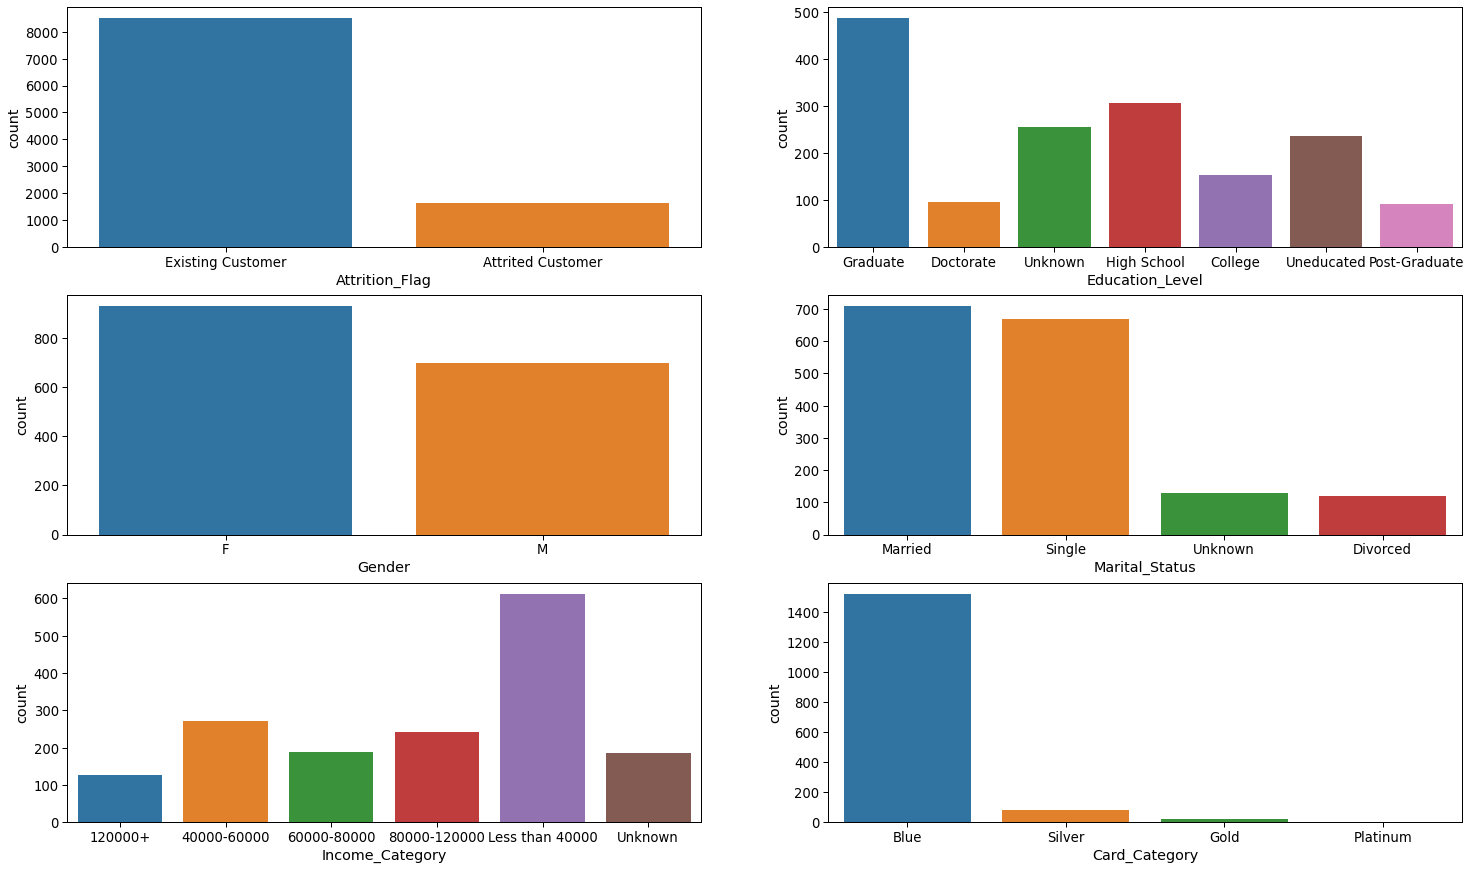 8000
7000
6000
5000
4000
3000
2000
1000
0
count
Existing Customer Attrited Customer
Attrition_Flag
500
400
300
200
100
0
count
Graduate Doctorate Unknown High School College Uneducated Post-Graduate
Education_Level
800
600
400
200
0
count
F M
Gender
700
600
500
400
300
200
100
0
count
Married Single Unknown Divorced
Marital_Status
600
500
400
300
200
100
0
count
120000+ 40000-60000 60000-80000 80000-120000 Less than 40000 Unknown
Income_Category
1400
1200
1000
800
600
400
200
0
count
Blue Silver Gold Platinum
Card_Category